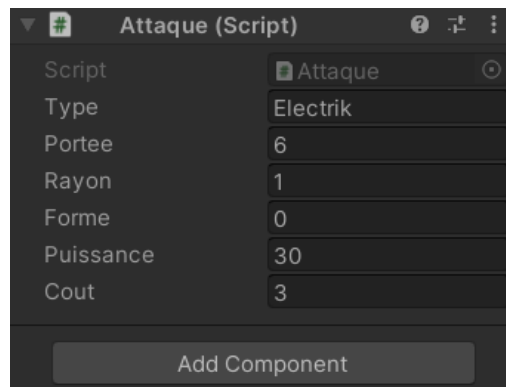 # Attaque (Script)
Script # Attaque
Type Electrik
Portee 6
Rayon 1
Forme 0
Puissance 30
Cout 3
Add Component